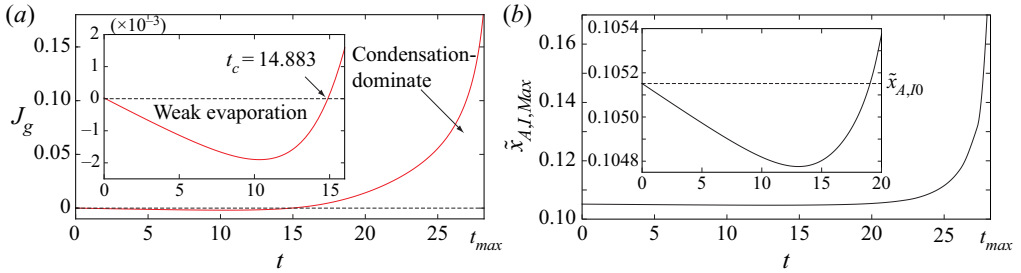 (a)
(×10⁻³)
0.15
0.10
0.05
0
J_g
2
1
0
−1
−2
t_c = 14.883
Weak evaporation
Condensation-
dominate
0 5 10 15
0 5 10 15 20 25 t_max
t
(b)
0.16
0.14
0.12
0.10
x̃_{A,I,Max}
0.1054
0.1052
0.1050
0.1048
x̃_{A,I0}
0 5 10 15 20
0 5 10 15 20 25 t_max
t